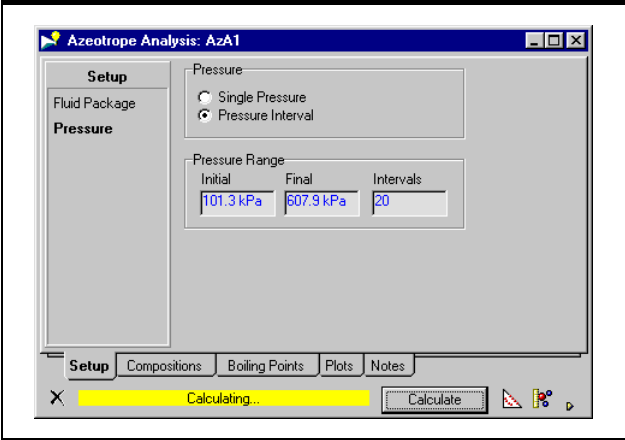 Azeotrope Analysis: AzA1
Setup
Fluid Package
Pressure
Pressure
Single Pressure
Pressure Interval
Pressure Range
Initial Final Intervals
101.3 kPa 607.9 kPa 20
Setup Compositions Boiling Points Plots Notes
Calculating... Calculate